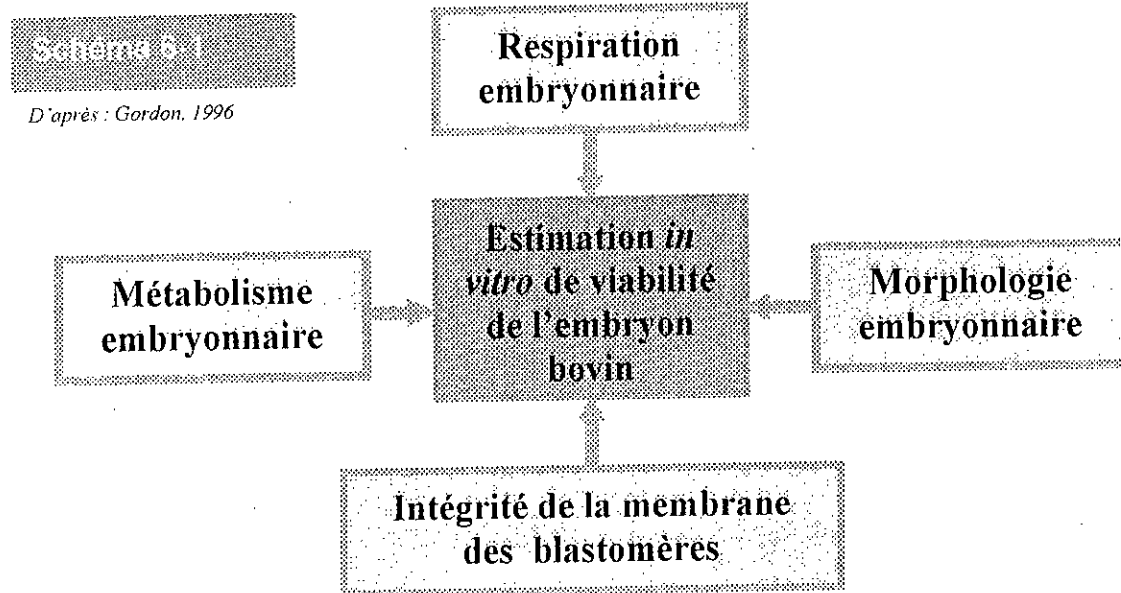 Schéma 6-1
D'après : Gordon, 1996
Respiration
embryonnaire
Métabolisme
embryonnaire
Estimation in
vitro de viabilité
de l'embryon
bovin
Morphologie
embryonnaire
Intégrité de la membrane
des blastomères